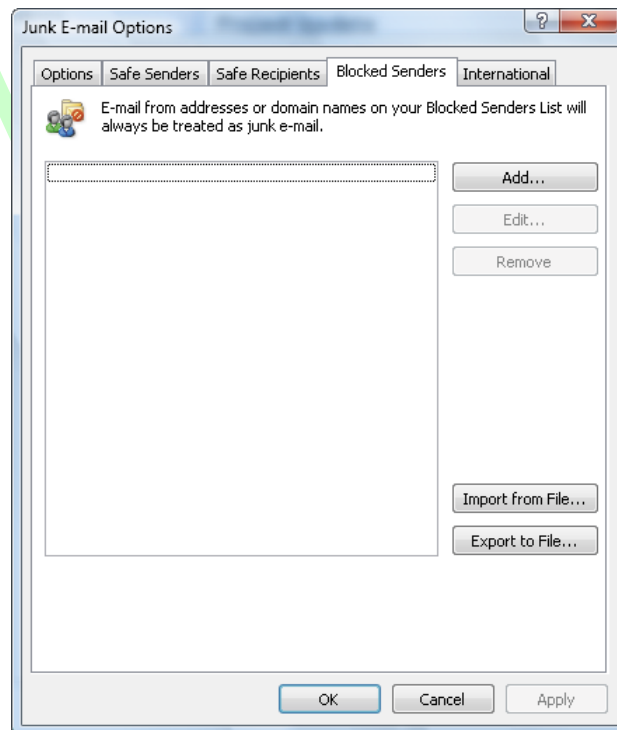 Junk E-mail Options
Options
Safe Senders
Safe Recipients
Blocked Senders
International
E-mail from addresses or domain names on your Blocked Senders List will
always be treated as junk e-mail.
Add...
Edit...
Remove
Import from File...
Export to File...
OK
Cancel
Apply